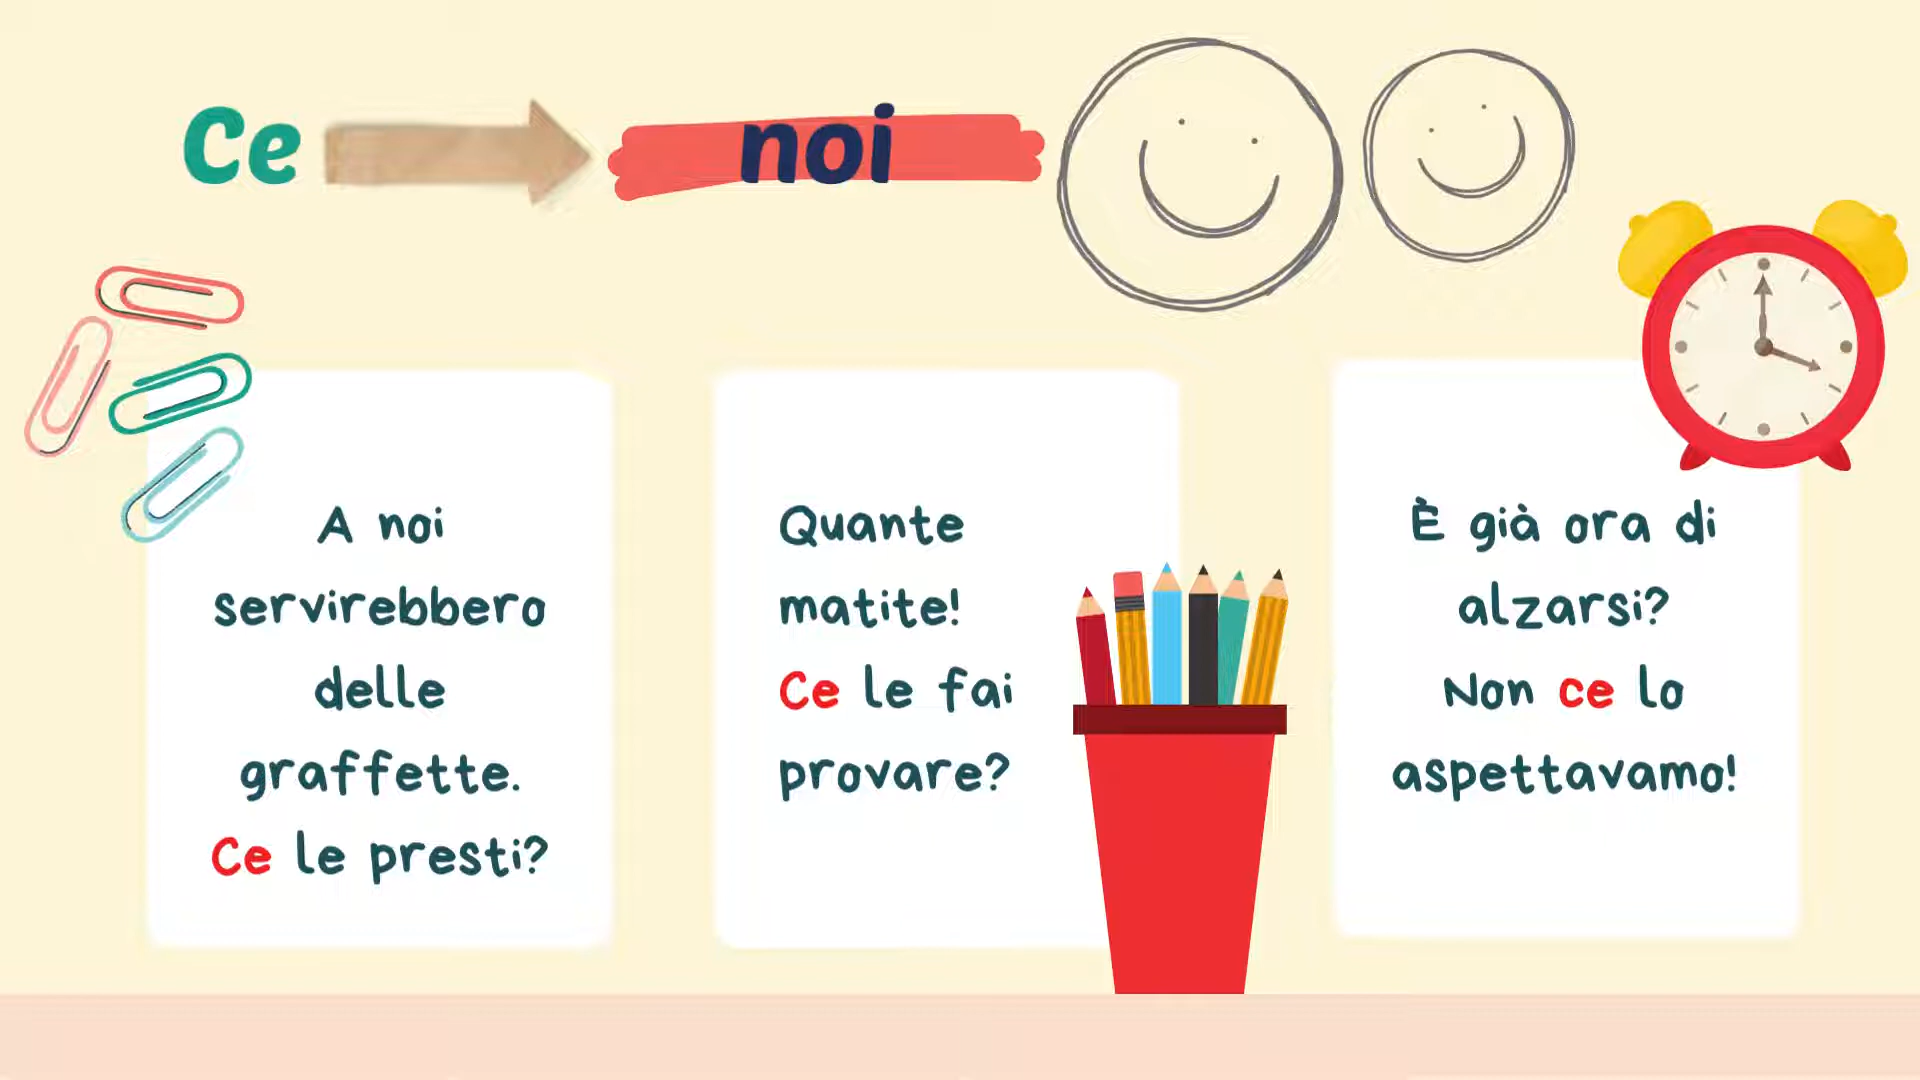 Ce noi
A noi
servirebbero
delle
graffette.
Ce le presti?
Quante
matite!
Ce le fai
provare?
È già ora di
alzarsi?
Non ce lo
aspettavamo!